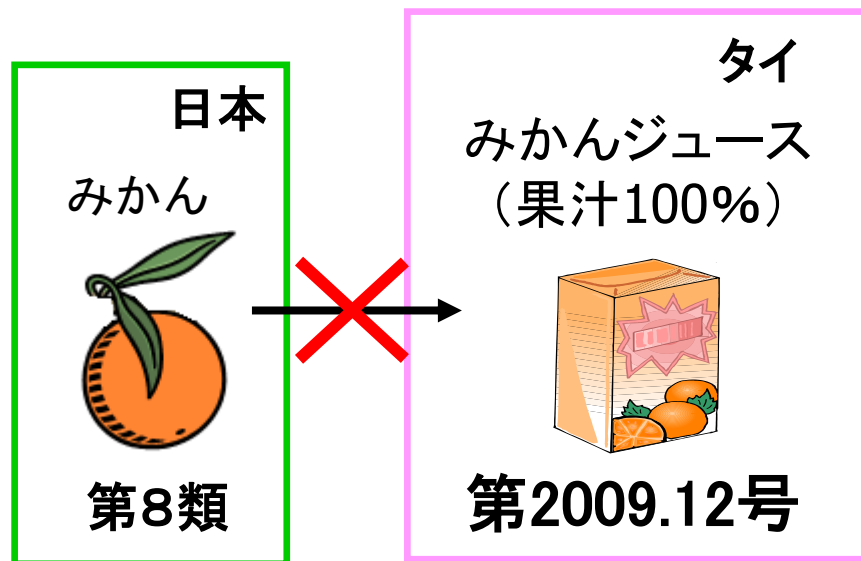 日本
みかん
第8類
タイ
みかんジュース
（果汁100％）
第2009.12号